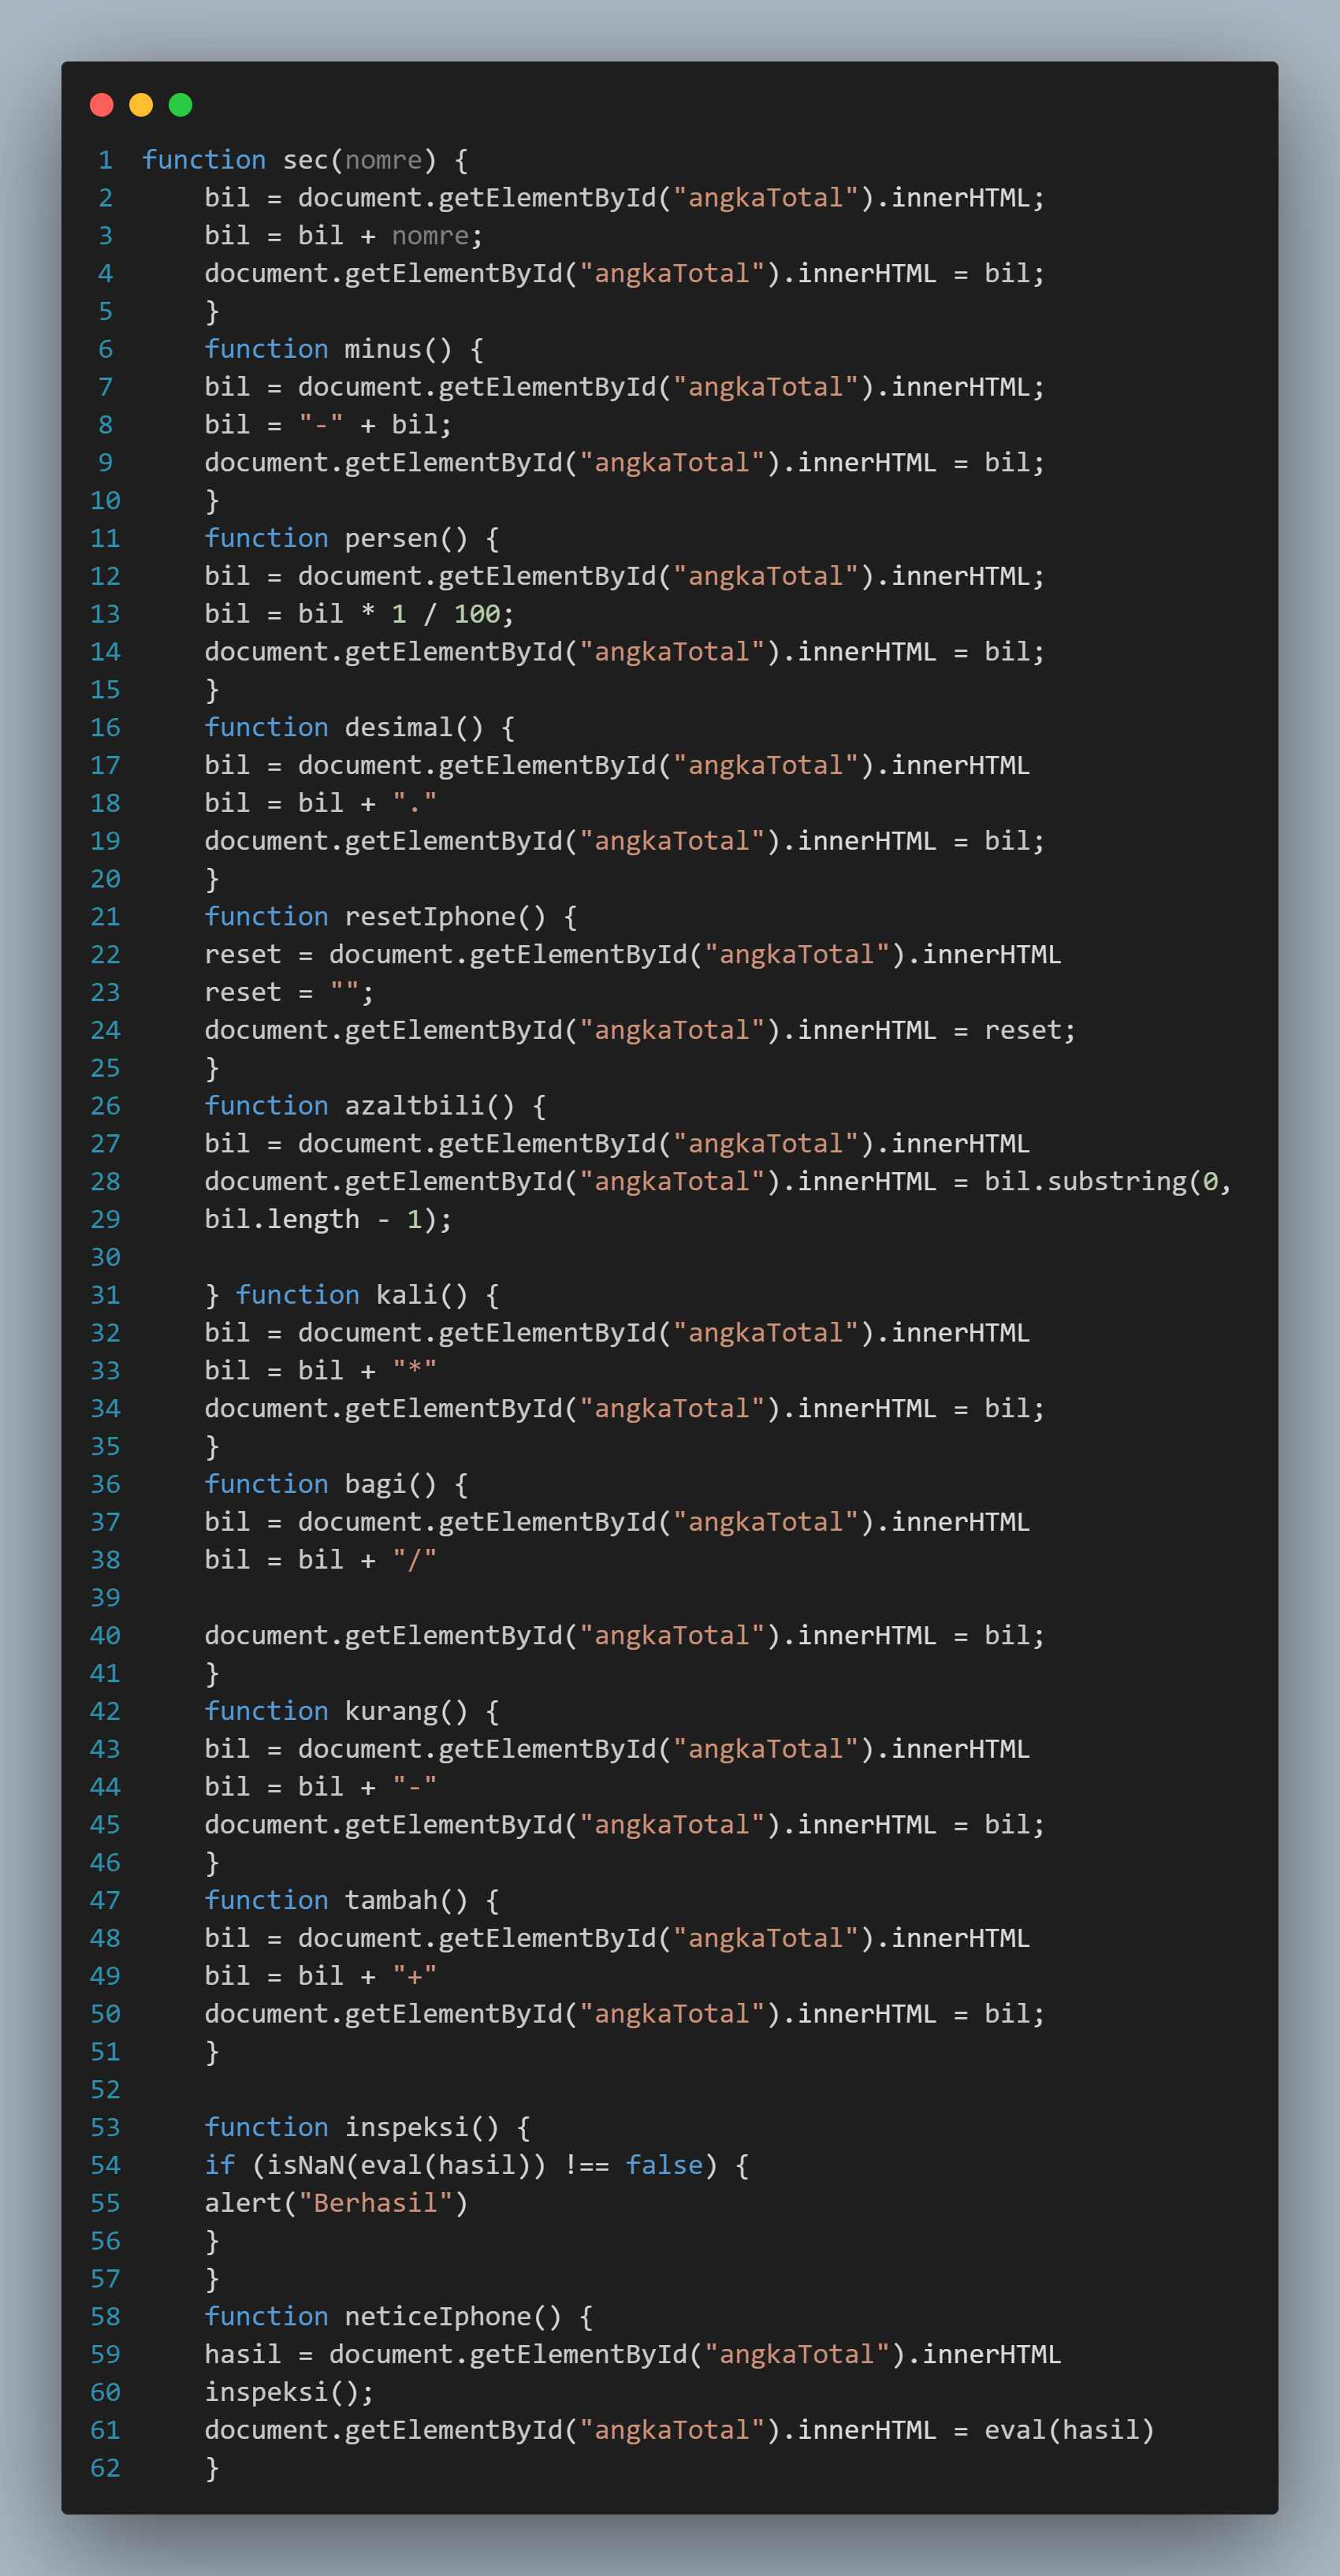 1 function sec(nomre) {
2 bil = document.getElementById("angkaTotal").innerHTML;
3 bil = bil + nomre;
4 document.getElementById("angkaTotal").innerHTML = bil;
5 }
6 function minus() {
7 bil = document.getElementById("angkaTotal").innerHTML;
8 bil = "-" + bil;
9 document.getElementById("angkaTotal").innerHTML = bil;
10 }
11 function persen() {
12 bil = document.getElementById("angkaTotal").innerHTML;
13 bil = bil * 1 / 100;
14 document.getElementById("angkaTotal").innerHTML = bil;
15 }
16 function desimal() {
17 bil = document.getElementById("angkaTotal").innerHTML
18 bil = bil + "."
19 document.getElementById("angkaTotal").innerHTML = bil;
20 }
21 function resetIphone() {
22 reset = document.getElementById("angkaTotal").innerHTML
23 reset = "";
24 document.getElementById("angkaTotal").innerHTML = reset;
25 }
26 function azaltbili() {
27 bil = document.getElementById("angkaTotal").innerHTML
28 document.getElementById("angkaTotal").innerHTML = bil.substring(0,
29 bil.length - 1);
30
31 } function kali() {
32 bil = document.getElementById("angkaTotal").innerHTML
33 bil = bil + "*"
34 document.getElementById("angkaTotal").innerHTML = bil;
35 }
36 function bagi() {
37 bil = document.getElementById("angkaTotal").innerHTML
38 bil = bil + "/"
39
40 document.getElementById("angkaTotal").innerHTML = bil;
41 }
42 function kurang() {
43 bil = document.getElementById("angkaTotal").innerHTML
44 bil = bil + "-"
45 document.getElementById("angkaTotal").innerHTML = bil;
46 }
47 function tambah() {
48 bil = document.getElementById("angkaTotal").innerHTML
49 bil = bil + "+"
50 document.getElementById("angkaTotal").innerHTML = bil;
51 }
52
53 function inspeksi() {
54 if (isNaN(eval(hasil)) !== false) {
55 alert("Berhasil")
56 }
57 }
58 function neticeIphone() {
59 hasil = document.getElementById("angkaTotal").innerHTML
60 inspeksi();
61 document.getElementById("angkaTotal").innerHTML = eval(hasil)
62 }